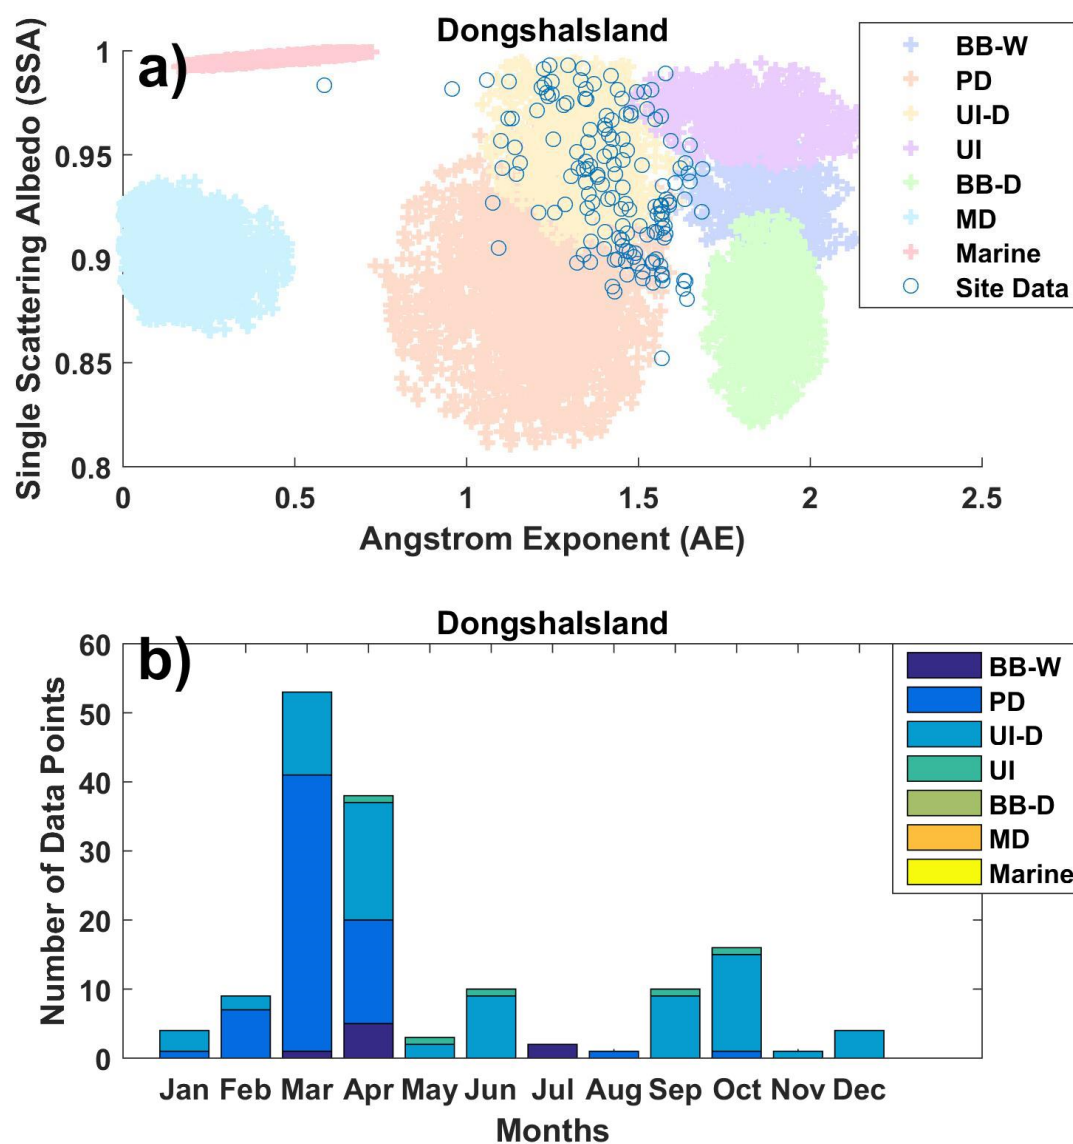 DongshaIsland
a)
Single Scattering Albedo (SSA)
1
0.95
0.9
0.85
0.8
0
0.5
1
1.5
2
2.5
Angstrom Exponent (AE)
BB-W
PD
UI-D
UI
BB-D
MD
Marine
Site Data
DongshaIsland
b)
Number of Data Points
60
50
40
30
20
10
0
Jan Feb Mar Apr May Jun Jul Aug Sep Oct Nov Dec
Months
BB-W
PD
UI-D
UI
BB-D
MD
Marine